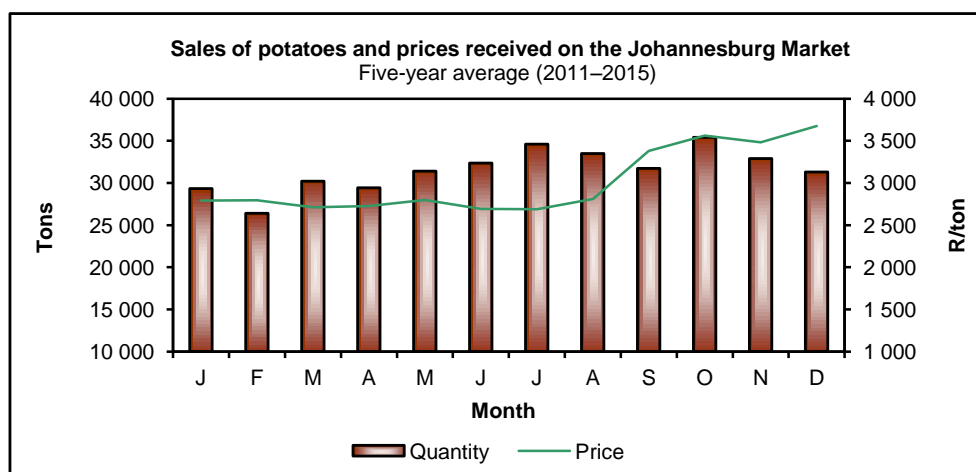 Sales of potatoes and prices received on the Johannesburg Market
Five-year average (2011–2015)
40 000
35 000
30 000
25 000
20 000
15 000
10 000
Tons
4 000
3 500
3 000
2 500
2 000
1 500
1 000
R/ton
J F M A M J J A S O N D
Month
Quantity Price